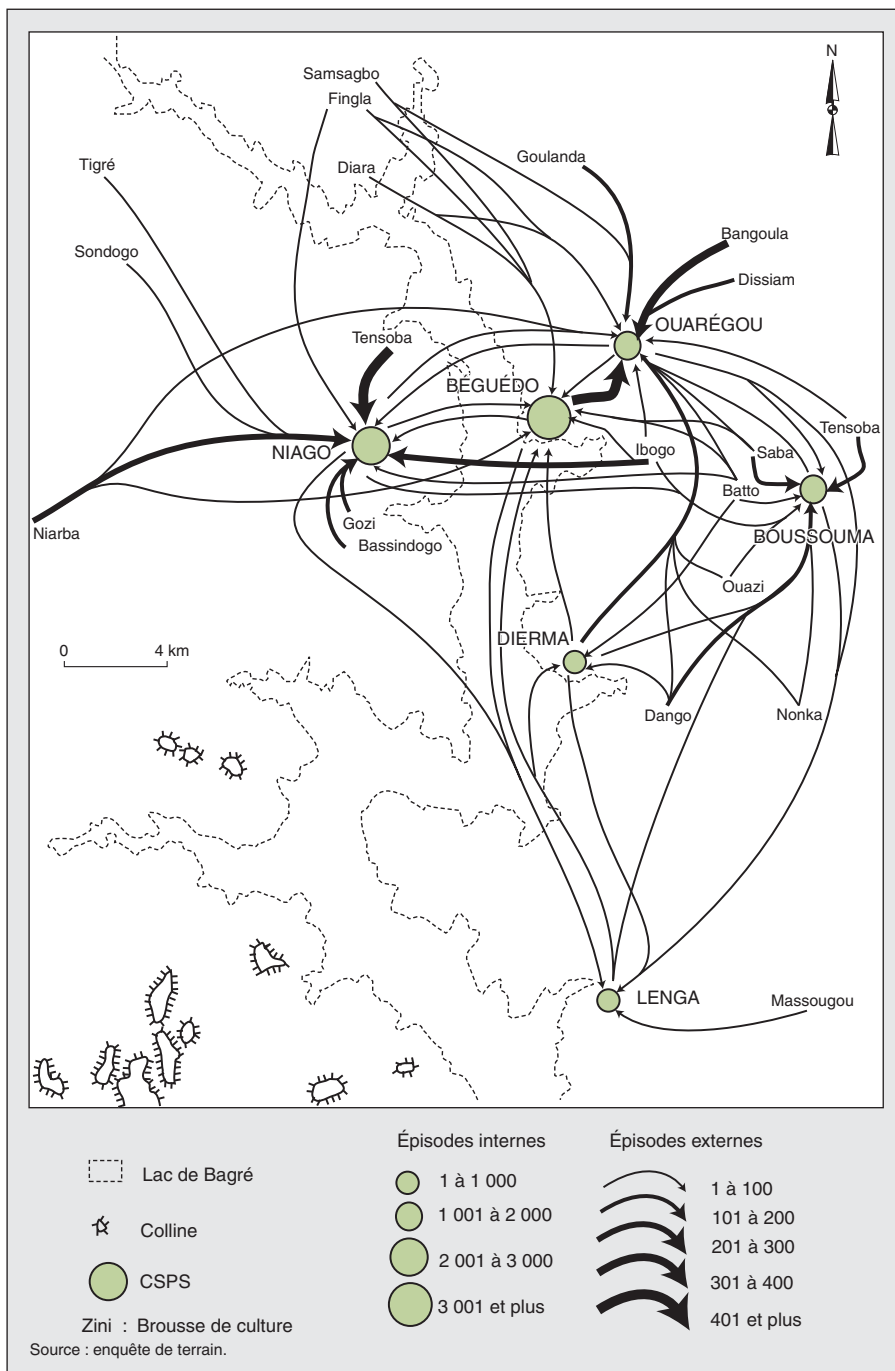 N
Samsagbo
Fingla
Goulanda
Tigré
Diara
Bangoula
Sondogo
Dissiam
OUARÉGOU
Tensoba
BÉGUÉDO
Tensoba
NIAGO
Ibogo
Saba
Batto
Gozi
Niarba
Bassindogo
BOUSSOUMA
Ouazi
DIERMA
0 4 km
Dango
Nonka
LENGA
Massougou
Épisodes internes
Épisodes externes
Lac de Bagré
1 à 1 000
1 à 100
Colline
1 001 à 2 000
101 à 200
201 à 300
CSPS
2 001 à 3 000
301 à 400
3 001 et plus
401 et plus
Zini : Brousse de culture
Source : enquête de terrain.